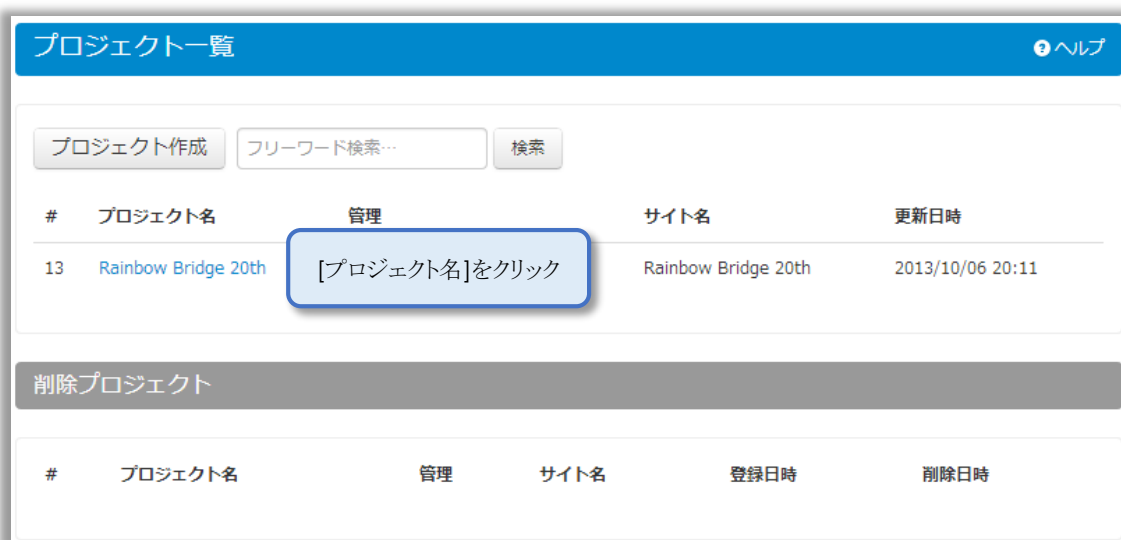 プロジェクト一覧 ヘルプ
プロジェクト作成 フリーワード検索… 検索
# プロジェクト名 管理 サイト名 更新日時
13 Rainbow Bridge 20th [プロジェクト名]をクリック Rainbow Bridge 20th 2013/10/06 20:11
削除プロジェクト
# プロジェクト名 管理 サイト名 登録日時 削除日時